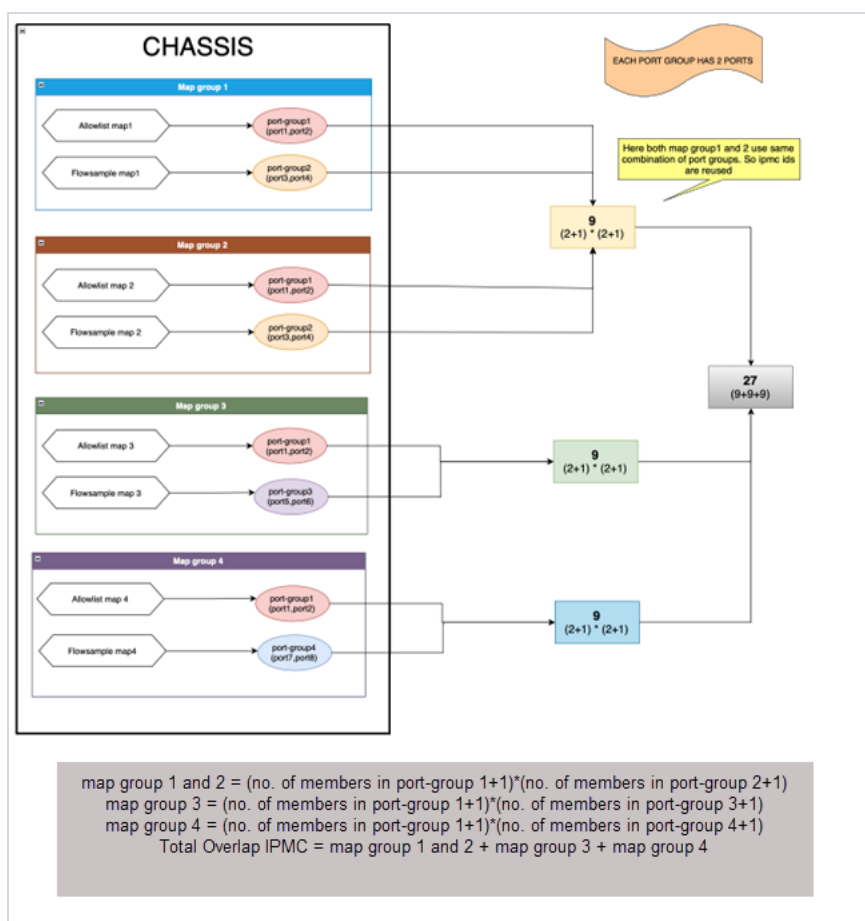 CHASSIS
EACH PORT GROUP HAS 2 PORTS
Map group 1
Allowlist map1
port-group1
(port1,port2)
Flowsample map1
port-group2
(port3,port4)
Here both map group1 and 2 use same
combination of port groups. So ipmc ids
are reused
9
(2+1) * (2+1)
Map group 2
Allowlist map 2
port-group1
(port1,port2)
Flowsample map 2
port-group2
(port3,port4)
27
(9+9+9)
Map group 3
Allowlist map 3
port-group1
(port1,port2)
Flowsample map 3
port-group3
(port5,port6)
9
(2+1) * (2+1)
Map group 4
Allowlist map 4
port-group1
(port1,port2)
Flowsample map4
port-group4
(port7,port8)
9
(2+1) * (2+1)
map group 1 and 2 = (no. of members in port-group 1+1)*(no. of members in port-group 2+1)
map group 3 = (no. of members in port-group 1+1)*(no. of members in port-group 3+1)
map group 4 = (no. of members in port-group 1+1)*(no. of members in port-group 4+1)
Total Overlap IPMC = map group 1 and 2 + map group 3 + map group 4